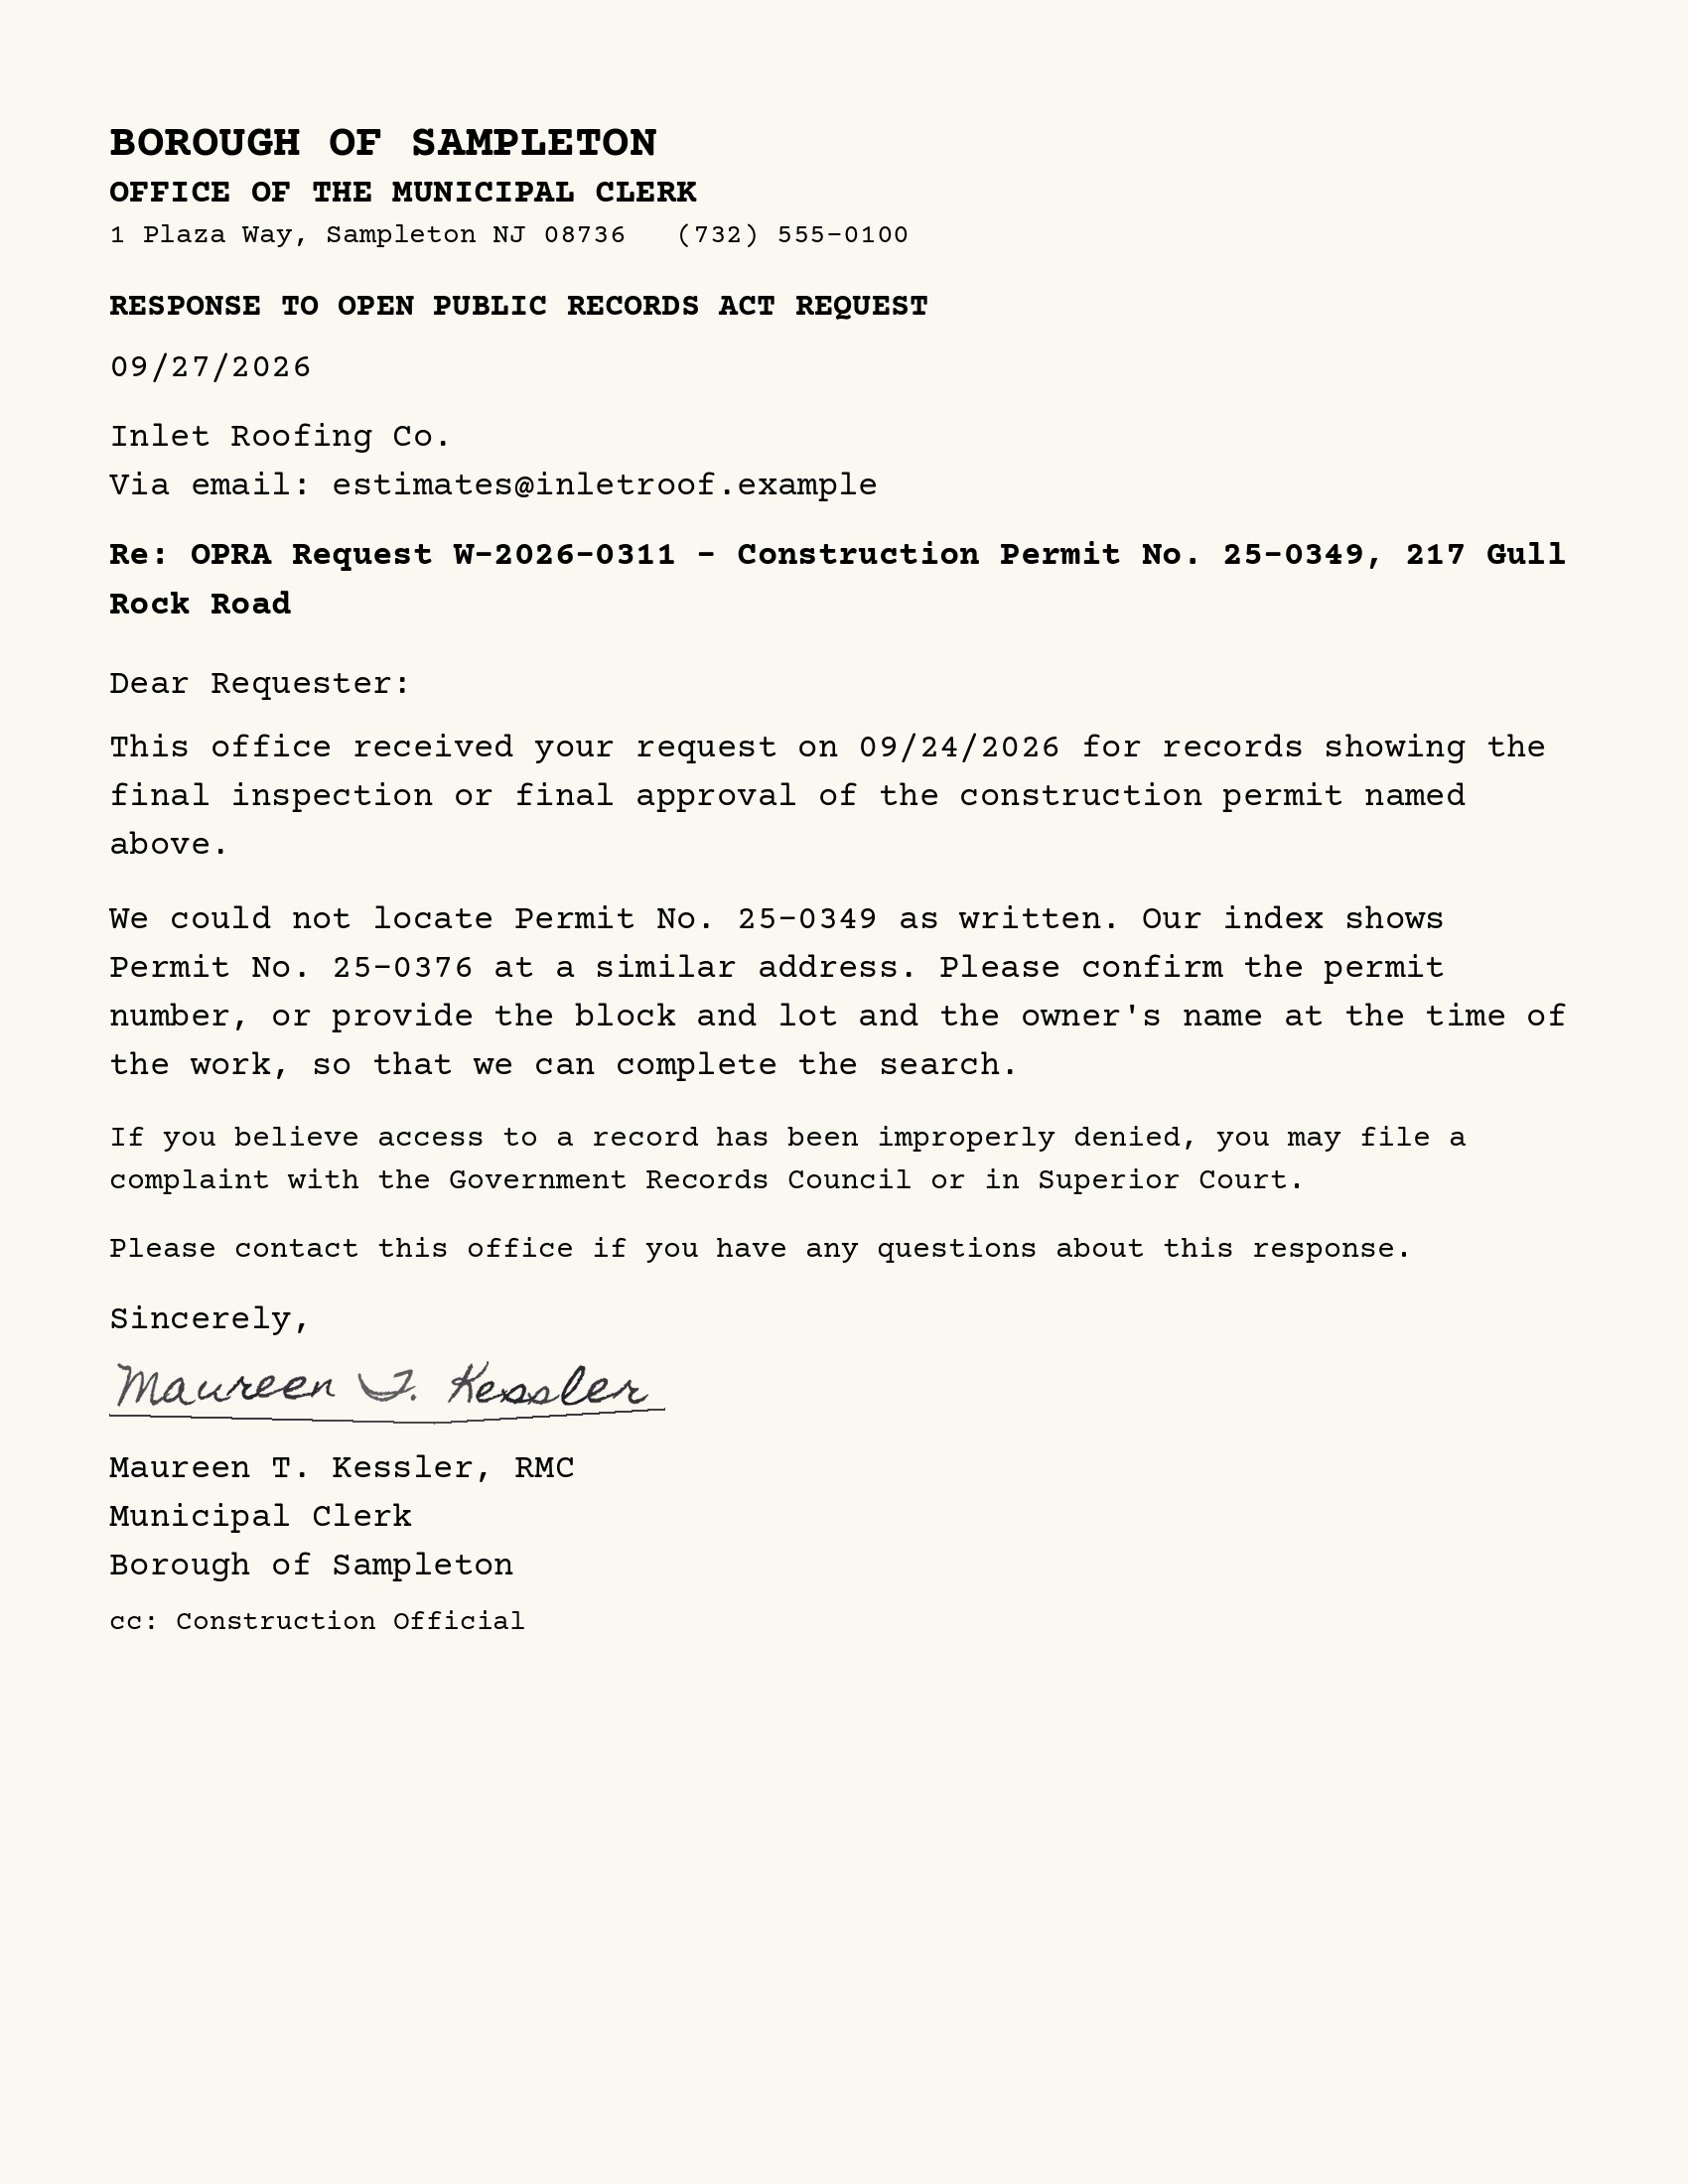 BOROUGH OF SAMPLETON
OFFICE OF THE MUNICIPAL CLERK
1 Plaza Way, Sampleton NJ 08736   (732) 555-0100
RESPONSE TO OPEN PUBLIC RECORDS ACT REQUEST
09/27/2026
Inlet Roofing Co.
Via email: estimates@inletroof.example
Re: OPRA Request W-2026-0311 - Construction Permit No. 25-0349, 217 Gull
Rock Road
Dear Requester:
This office received your request on 09/24/2026 for records showing the
final inspection or final approval of the construction permit named
above.
We could not locate Permit No. 25-0349 as written. Our index shows
Permit No. 25-0376 at a similar address. Please confirm the permit
number, or provide the block and lot and the owner's name at the time of
the work, so that we can complete the search.
If you believe access to a record has been improperly denied, you may file a
complaint with the Government Records Council or in Superior Court.
Please contact this office if you have any questions about this response.
Sincerely,
Maureen T. Kessler
Maureen T. Kessler, RMC
Municipal Clerk
Borough of Sampleton
cc: Construction Official